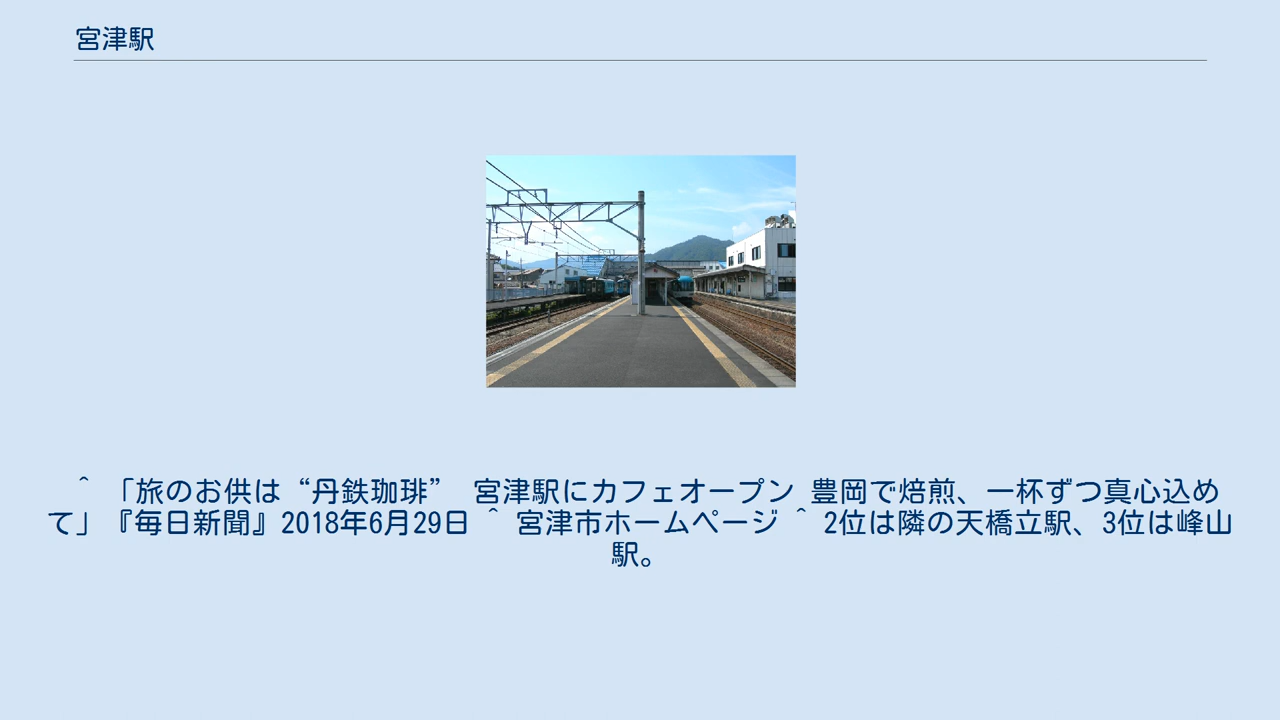 宮津駅
^ 「旅のお供は“丹鉄珈琲” 宮津駅にカフェオープン 豊岡で焙煎、一杯ずつ真心込め
て」『毎日新聞』2018年6月29日 ^ 宮津市ホームページ ^ 2位は隣の天橋立駅、3位は峰山
駅。